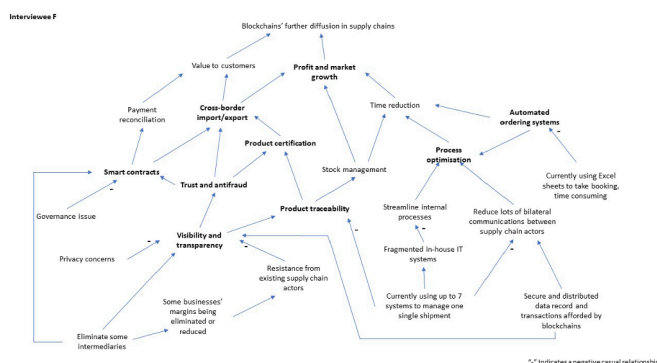 Interviewee F
Blockchains' further diffusion in supply chains
Value to customers
Profit and market
growth
Payment
reconciliation
Cross-border
import/export
Time reduction
Automated
ordering systems
-
Product certification
Process
optimisation
Smart contracts
-
Trust and antifraud
Stock management
Currently using Excel
sheets to take booking,
time consuming
Governance issue
Product traceability
-
Streamline internal
processes
-
Reduce lots of bilateral
communications between
supply chain actors
-
Visibility and
transparency
-
-
Privacy concerns
Fragmented in-house IT
systems
Resistance from
existing supply chain
actors
Some businesses'
margins being
eliminated or
reduced
Currently using up to 7
systems to manage one
single shipment
Secure and distributed
data record and
transactions afforded by
blockchains
Eliminate some
intermediaries
"-" Indicates a negative casual relationship